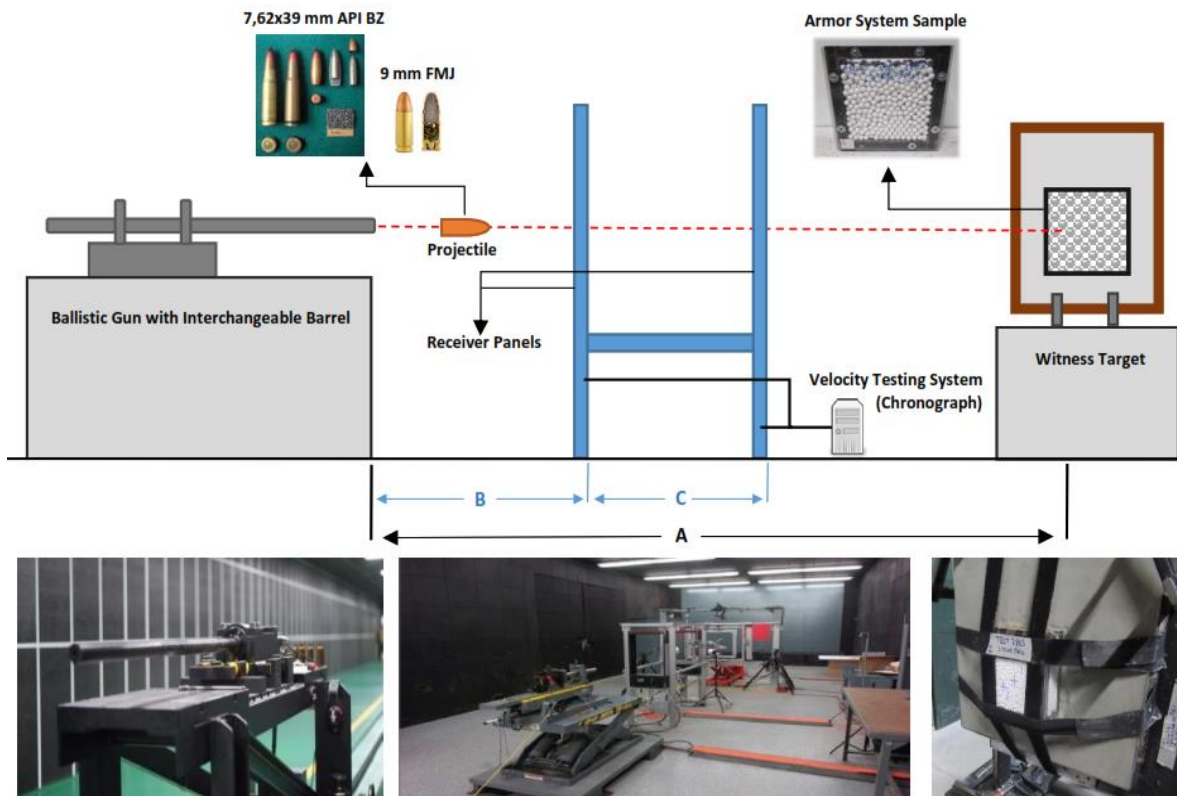 7,62x39 mm API BZ
9 mm FMJ
Armor System Sample
Projectile
Ballistic Gun with Interchangeable Barrel
Receiver Panels
Velocity Testing System
(Chronograph)
Witness Target
B
C
A